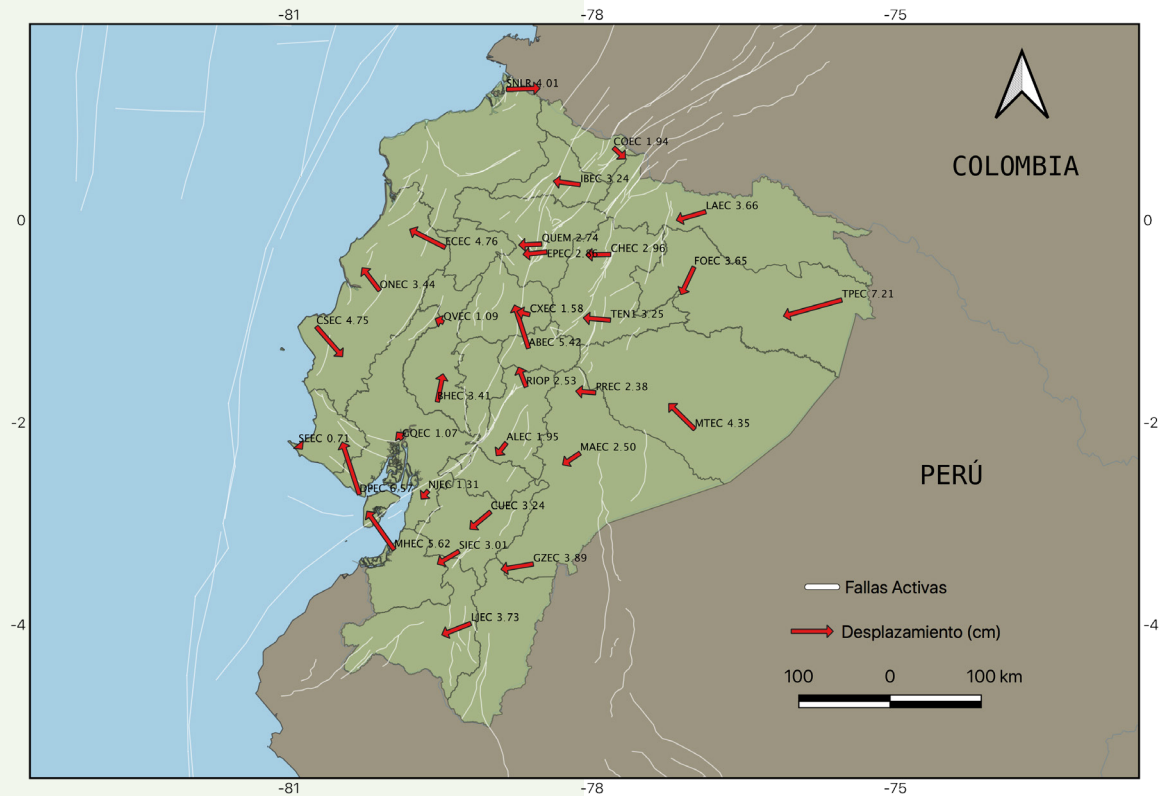 -81
-78
-75
SNLR 4.01
COEC 1.94
COLOMBIA
IBEC 3.24
LAEC 3.66
0
0
ECEC 4.76
QUEM 2.74
EPEC
CHEC 2.96
FOEC 3.65
ONEC 3.44
TPEC 7.21
CSEC 4.75
QVEC 1.09
CXEC 1.58
TEN1 3.25
ABEC 5.42
RIOP 2.53
PREC 2.38
BHEC 3.41
-2
-2
MTEC 4.35
SEEC 0.71
GQEC 1.07
ALEC 1.95
MAEC 2.50
PERÚ
DPEC 6.57
NJEC 1.31
CUEC 3.24
MHEC 5.62
SIEC 3.01
GZEC 3.89
Fallas Activas
LJEC 3.73
-4
-4
Desplazamiento (cm)
100
0
100 km
-81
-78
-75